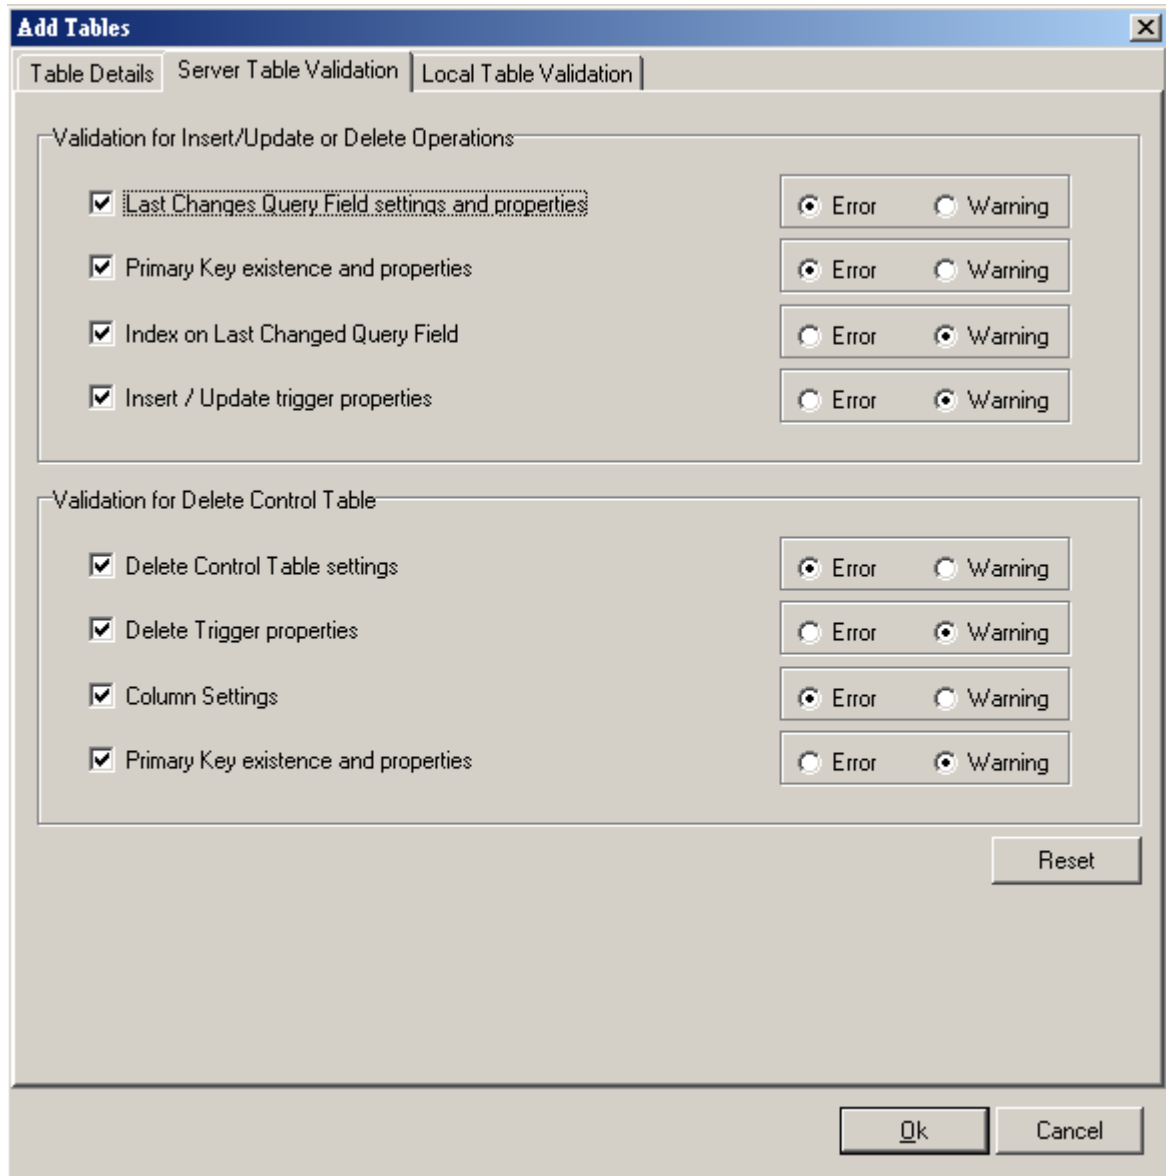 Add Tables
Table Details Server Table Validation Local Table Validation
Validation for Insert/Update or Delete Operations
Last Changes Query Field settings and properties Error Warning
Primary Key existence and properties Error Warning
Index on Last Changed Query Field Error Warning
Insert / Update trigger properties Error Warning
Validation for Delete Control Table
Delete Control Table settings Error Warning
Delete Trigger properties Error Warning
Column Settings Error Warning
Primary Key existence and properties Error Warning
Reset
Ok Cancel